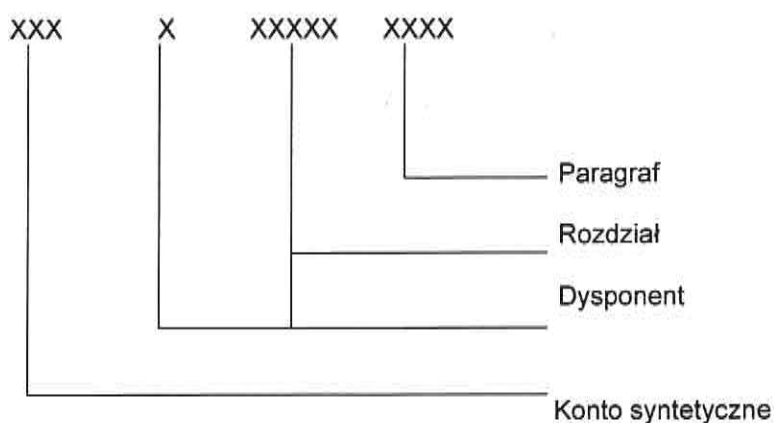 XXX X XXXXX XXXX
Paragraf
Rozdział
Dysponent
Konto syntetyczne